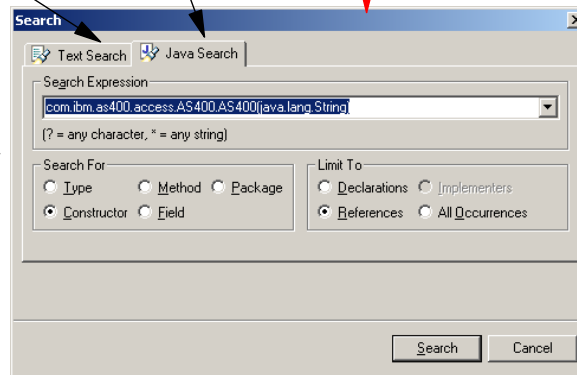 Search
Text Search Java Search
Search Expression
com.ibm.as400.access.AS400.AS400(java.lang.String)
(? = any character, * = any string)
Search For
Type Method Package
Constructor Field
Limit To
Declarations Implementers
References All Occurrences
Search Cancel